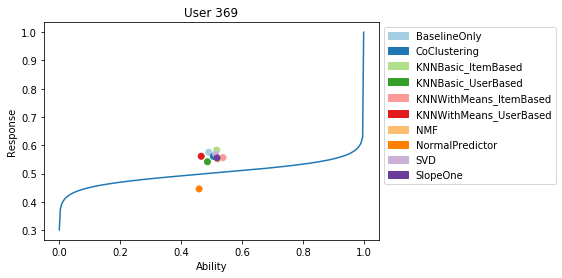 User 369
1.0
0.9
0.8
0.7
0.6
0.5
0.4
0.3
Response
0.0
0.2
0.4
0.6
0.8
1.0
Ability
BaselineOnly
CoClustering
KNNBasic_ItemBased
KNNBasic_UserBased
KNNWithMeans_ItemBased
KNNWithMeans_UserBased
NMF
NormalPredictor
SVD
SlopeOne